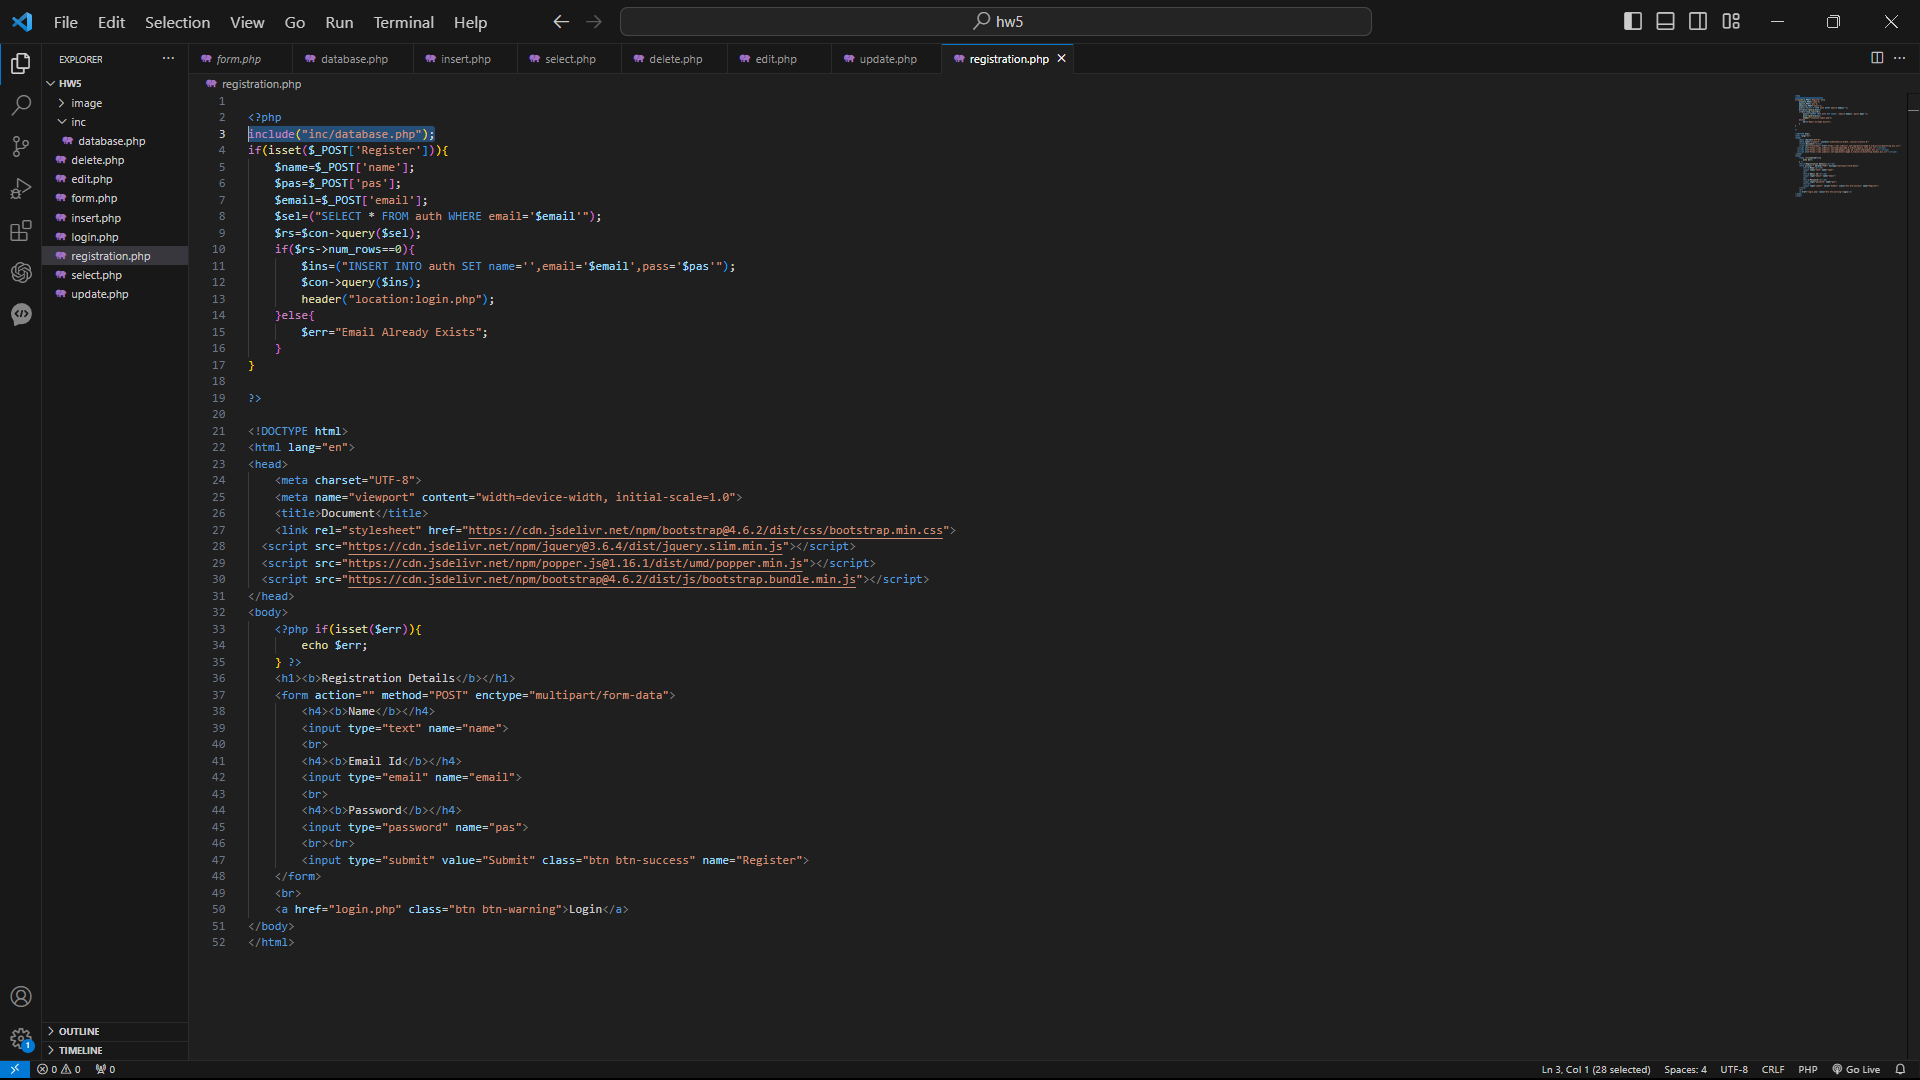 File Edit Selection View Go Run Terminal Help
hw5
EXPLORER
HW5
image
inc
database.php
delete.php
edit.php
form.php
insert.php
login.php
registration.php
select.php
update.php
OUTLINE
TIMELINE
form.php database.php insert.php select.php delete.php edit.php update.php registration.php
registration.php
1
2 <?php
3 include("inc/database.php");
4 if(isset($_POST['Register'])){
5 $name=$_POST['name'];
6 $pas=$_POST['pas'];
7 $email=$_POST['email'];
8 $sel=("SELECT * FROM auth WHERE email='$email'");
9 $rs=$con->query($sel);
10 if($rs->num_rows==0){
11 $ins=("INSERT INTO auth SET name='',email='$email',pass='$pas'");
12 $con->query($ins);
13 header("location:login.php");
14 }else{
15 $err="Email Already Exists";
16 }
17 }
18
19 ?>
20
21 <!DOCTYPE html>
22 <html lang="en">
23 <head>
24 <meta charset="UTF-8">
25 <meta name="viewport" content="width=device-width, initial-scale=1.0">
26 <title>Document</title>
27 <link rel="stylesheet" href="https://cdn.jsdelivr.net/npm/bootstrap@4.6.2/dist/css/bootstrap.min.css">
28 <script src="https://cdn.jsdelivr.net/npm/jquery@3.6.4/dist/jquery.slim.min.js"></script>
29 <script src="https://cdn.jsdelivr.net/npm/popper.js@1.16.1/dist/umd/popper.min.js"></script>
30 <script src="https://cdn.jsdelivr.net/npm/bootstrap@4.6.2/dist/js/bootstrap.bundle.min.js"></script>
31 </head>
32 <body>
33 <?php if(isset($err)){
34 echo $err;
35 } ?>
36 <h1><b>Registration Details</b></h1>
37 <form action="" method="POST" enctype="multipart/form-data">
38 <h4><b>Name</b></h4>
39 <input type="text" name="name">
40 <br>
41 <h4><b>Email Id</b></h4>
42 <input type="email" name="email">
43 <br>
44 <h4><b>Password</b></h4>
45 <input type="password" name="pas">
46 <br><br>
47 <input type="submit" value="Submit" class="btn btn-success" name="Register">
48 </form>
49 <br>
50 <a href="login.php" class="btn btn-warning">Login</a>
51 </body>
52 </html>
1
0 0 0 Ln 3, Col 1 (28 selected) Spaces: 4 UTF-8 CRLF PHP Go Live